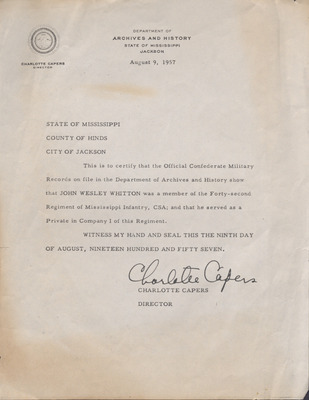 DEPARTMENT OF
ARCHIVES AND HISTORY
STATE OF MISSISSIPPI
JACKSON
CHARLOTTE CAPERS
DIRECTOR
August 9, 1957
STATE OF MISSISSIPPI
COUNTY OF HINDS
CITY OF JACKSON
This is to certify that the Official Confederate Military
Records on file in the Department of Archives and History show
that JOHN WESLEY WHETTON was a member of the Forty-second
Regiment of Mississippi Infantry, CSA; and that he served as a
Private in Company I of this Regiment.
WITNESS MY HAND AND SEAL THIS THE NINTH DAY
OF AUGUST, NINETEEN HUNDRED AND FIFTY SEVEN.
Charlotte Capers
CHARLOTTE CAPERS
DIRECTOR